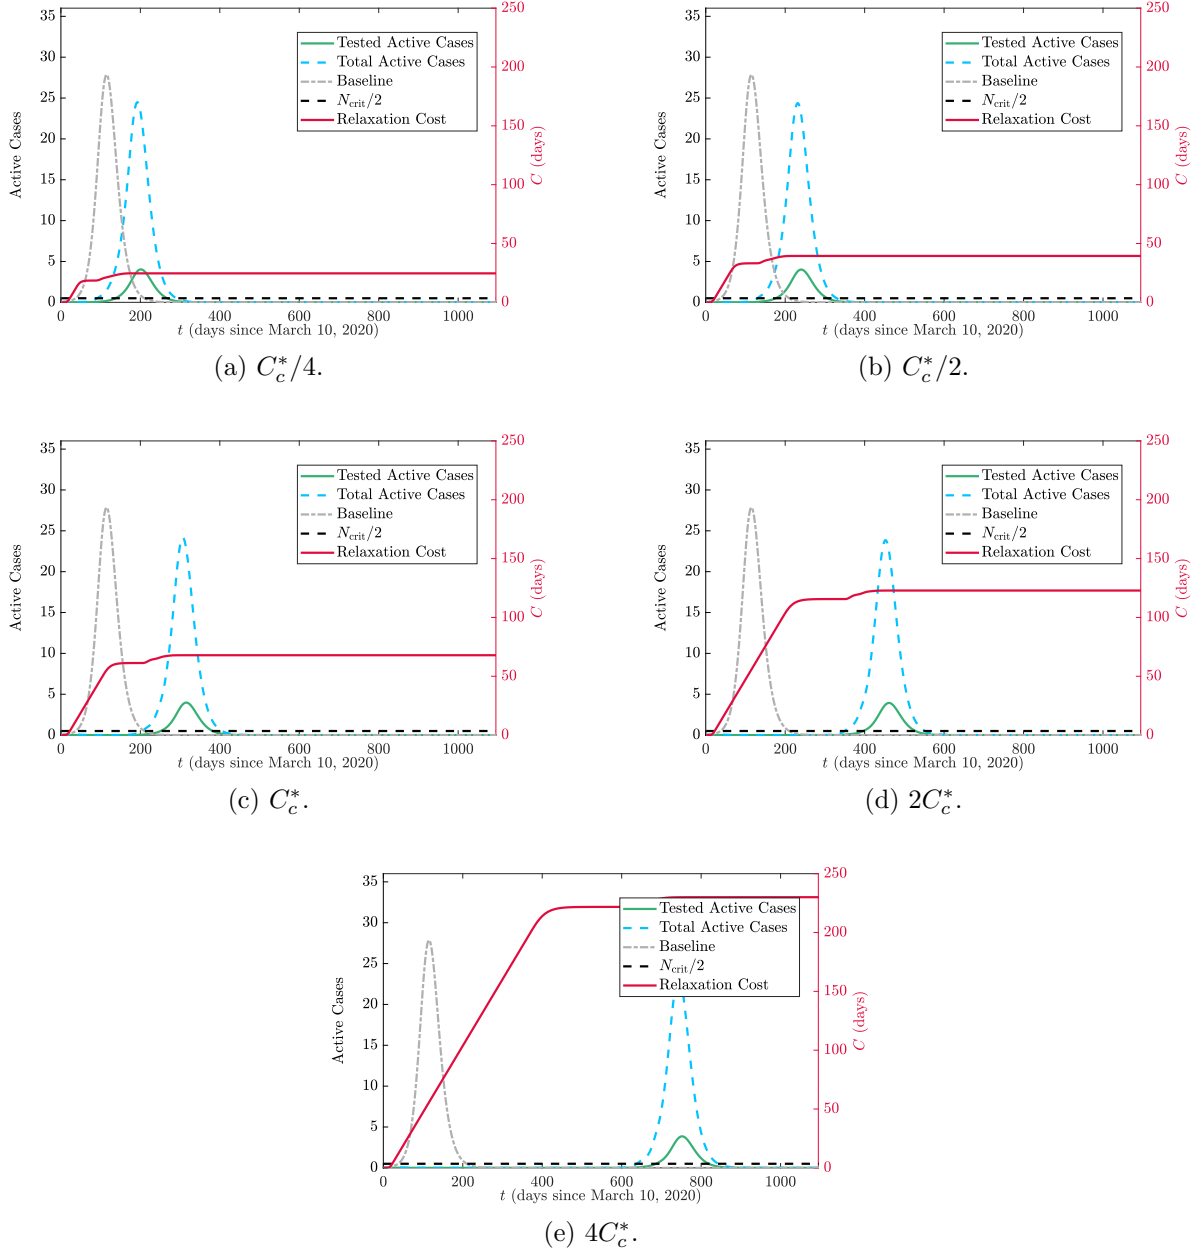 35
30
25
20
15
10
5
0
Active Cases
250
200
150
100
50
0
C (days)
Tested Active Cases
Total Active Cases
Baseline
N_crit/2
Relaxation Cost
0 200 400 600 800 1000
t (days since March 10, 2020)
(a) C_c^*/4.
35
30
25
20
15
10
5
0
Active Cases
250
200
150
100
50
0
C (days)
Tested Active Cases
Total Active Cases
Baseline
N_crit/2
Relaxation Cost
0 200 400 600 800 1000
t (days since March 10, 2020)
(b) C_c^*/2.
35
30
25
20
15
10
5
0
Active Cases
250
200
150
100
50
0
C (days)
Tested Active Cases
Total Active Cases
Baseline
N_crit/2
Relaxation Cost
0 200 400 600 800 1000
t (days since March 10, 2020)
(c) C_c^*.
35
30
25
20
15
10
5
0
Active Cases
250
200
150
100
50
0
C (days)
Tested Active Cases
Total Active Cases
Baseline
N_crit/2
Relaxation Cost
0 200 400 600 800 1000
t (days since March 10, 2020)
(d) 2C_c^*.
35
30
25
20
15
10
5
0
Active Cases
250
200
150
100
50
0
C (days)
Tested Active Cases
Total Active Cases
Baseline
N_crit/2
Relaxation Cost
0 200 400 600 800 1000
t (days since March 10, 2020)
(e) 4C_c^*.